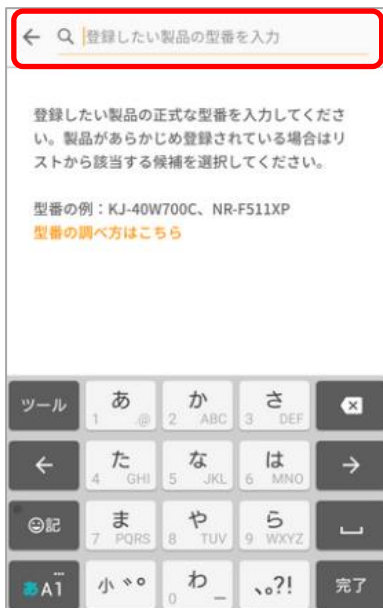 登録したい製品の型番を入力
登録したい製品の正式な型番を入力してくださ
い。製品があらかじめ登録されている場合はリ
ストから該当する候補を選択してください。
型番の例：KJ-40W700C、NR-F511XP
型番の調べ方はこちら
ツール あ 1 .@ か 2 ABC さ 3 DEF
← た 4 GHI な 5 JKL は 6 MNO →
☺記 ま 7 PQRS や 8 TUV ら 9 WXYZ
あA1 小 ゛゜ わ 0 ー 、。?! 完了